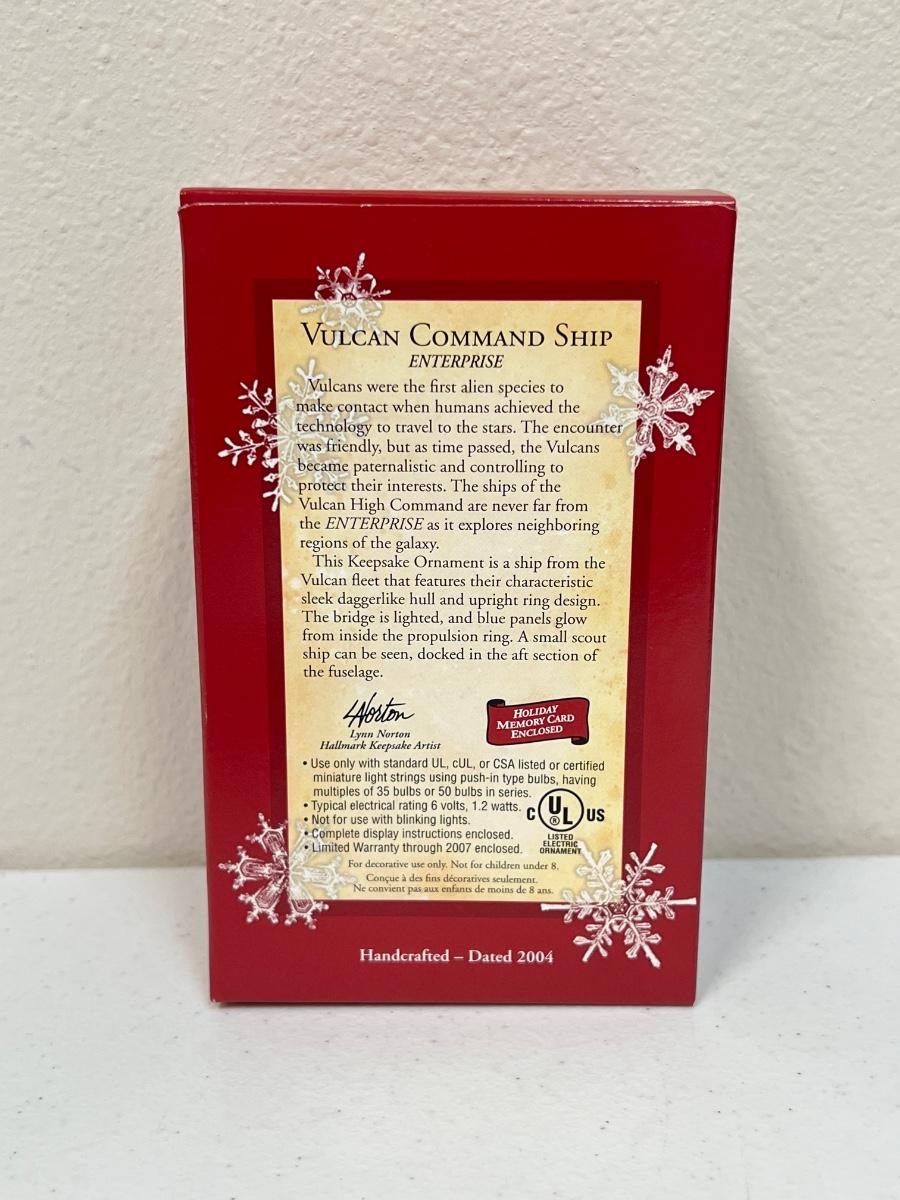 VULCAN COMMAND SHIP
ENTERPRISE
Vulcans were the first alien species to
make contact when humans achieved the
technology to travel to the stars. The encounter
was friendly, but as time passed, the Vulcans
became paternalistic and controlling to
protect their interests. The ships of the
Vulcan High Command are never far from
the ENTERPRISE as it explores neighboring
regions of the galaxy.
This Keepsake Ornament is a ship from the
Vulcan fleet that features their characteristic
sleek daggerlike hull and upright ring design.
The bridge is lighted, and blue panels glow
from inside the propulsion ring. A small scout
ship can be seen, docked in the aft section of
the fuselage.
LNorton
Lynn Norton
Hallmark Keepsake Artist
HOLIDAY
MEMORY CARD
ENCLOSED
• Use only with standard UL, cUL, or CSA listed or certified
miniature light strings using push-in type bulbs, having
multiples of 35 bulbs or 50 bulbs in series.
• Typical electrical rating 6 volts, 1.2 watts.
• Not for use with blinking lights.
• Complete display instructions enclosed.
• Limited Warranty through 2007 enclosed.
C UL ® US
LISTED
ELECTRIC
ORNAMENT
For decorative use only. Not for children under 8.
Conçue à des fins décoratives seulement.
Ne convient pas aux enfants de moins de 8 ans.
Handcrafted – Dated 2004